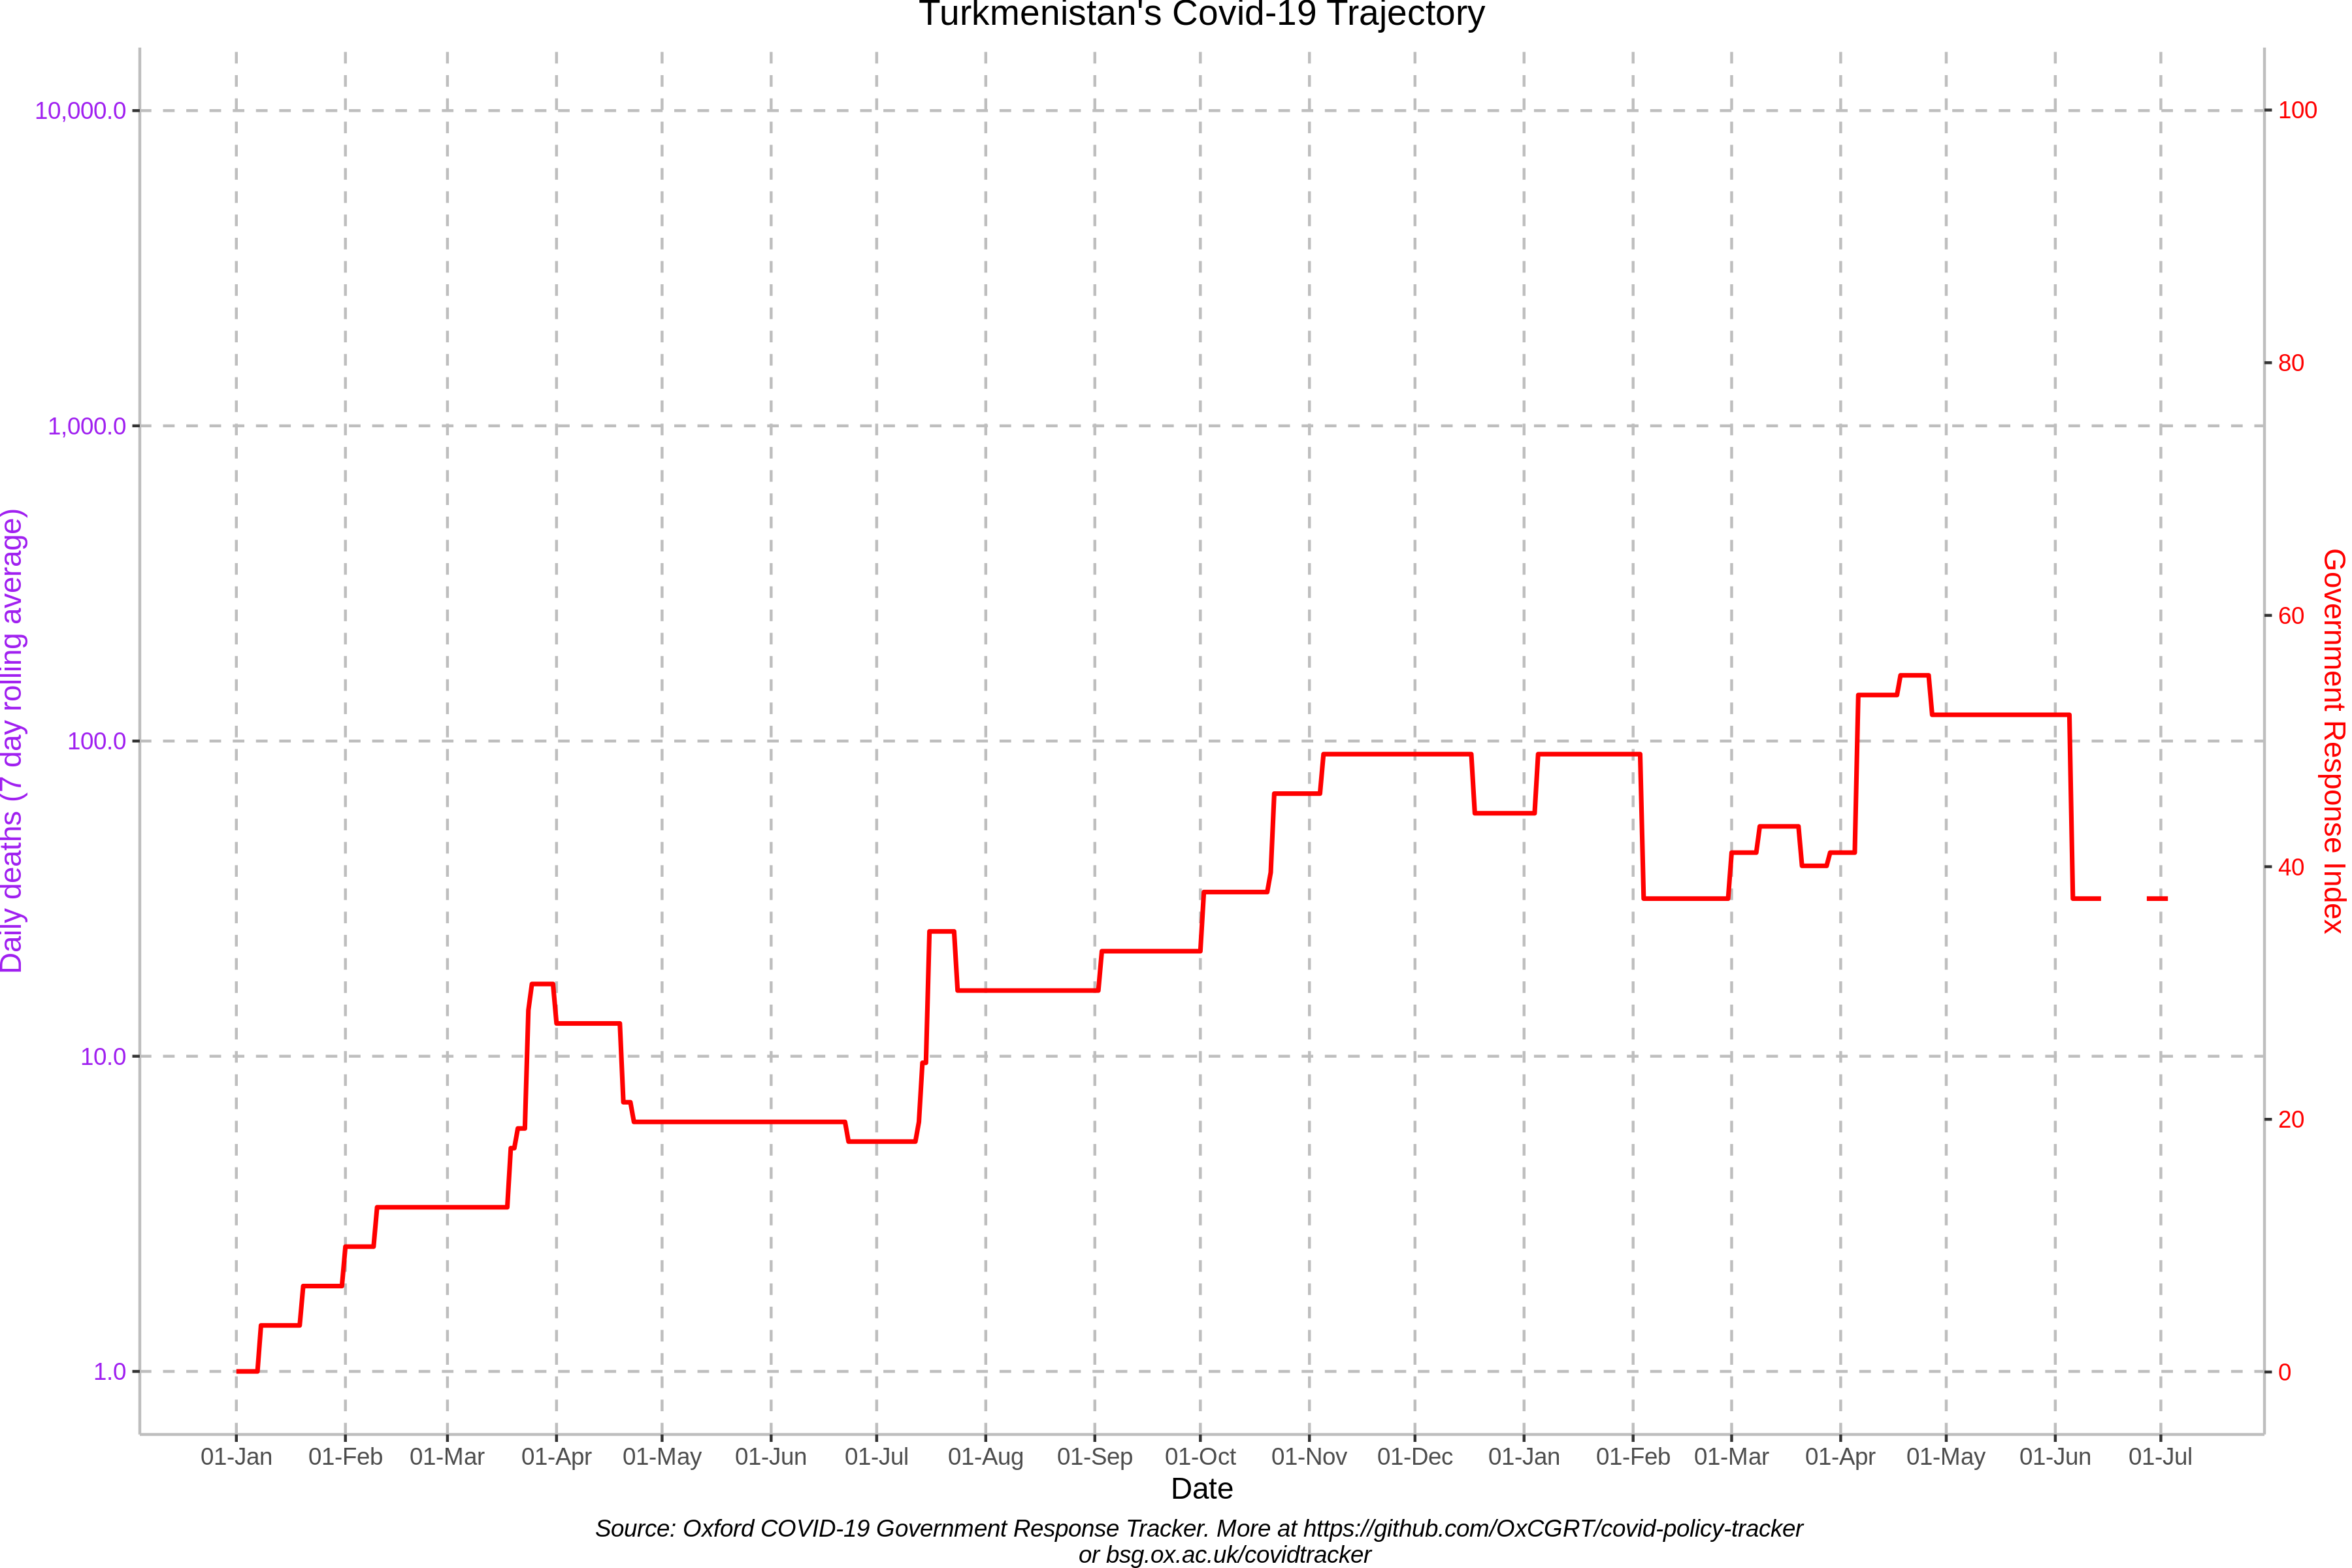 Turkmenistan's Covid-19 Trajectory
10,000.0
1,000.0
100.0
10.0
1.0
Daily deaths (7 day rolling average)
100
80
60
40
20
0
Government Response Index
01-Jan
01-Feb
01-Mar
01-Apr
01-May
01-Jun
01-Jul
01-Aug
01-Sep
01-Oct
01-Nov
01-Dec
01-Jan
01-Feb
01-Mar
01-Apr
01-May
01-Jun
01-Jul
Date
Source: Oxford COVID-19 Government Response Tracker. More at https://github.com/OxCGRT/covid-policy-tracker
or bsg.ox.ac.uk/covidtracker